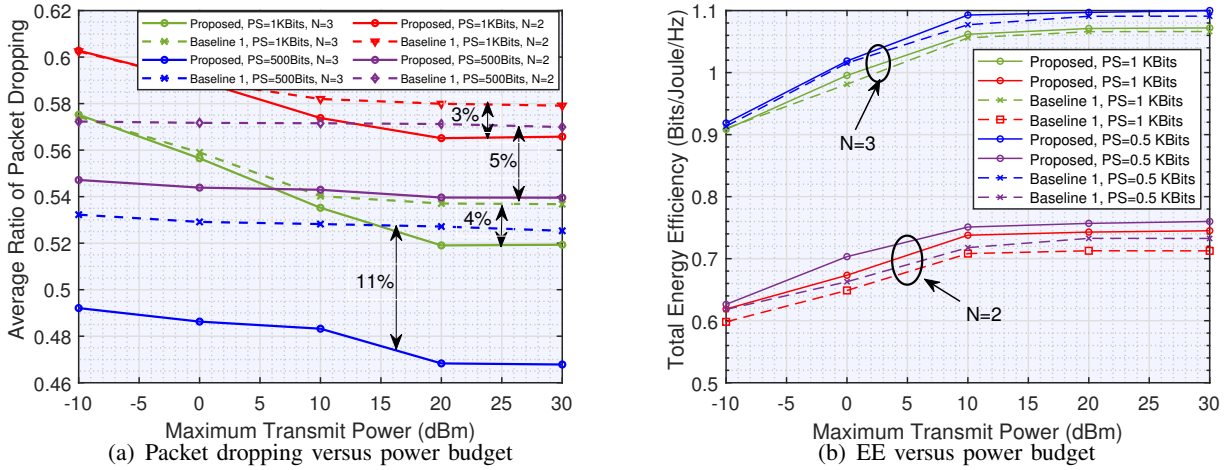 Average Ratio of Packet Dropping
0.62
0.6
0.58
0.56
0.54
0.52
0.5
0.48
0.46
Proposed, PS=1KBits, N=3
Baseline 1, PS=1KBits, N=3
Proposed, PS=500Bits, N=3
Baseline 1, PS=500Bits, N=3
Proposed, PS=1KBits, N=2
Baseline 1, PS=1KBits, N=2
Proposed, PS=500Bits, N=2
Baseline 1, PS=500Bits, N=2
3%
5%
4%
11%
-10 -5 0 5 10 15 20 25 30
Maximum Transmit Power (dBm)
(a) Packet dropping versus power budget
Total Energy Efficiency (Bits/Joule/Hz)
1.1
1
0.9
0.8
0.7
0.6
0.5
Proposed, PS=1 KBits
Proposed, PS=1 KBits
Baseline 1, PS=1 KBits
Baseline 1, PS=1 KBits
Proposed, PS=0.5 KBits
Proposed, PS=0.5 KBits
Baseline 1, PS=0.5 KBits
Baseline 1, PS=0.5 KBits
N=3
N=2
-10 -5 0 5 10 15 20 25 30
Maximum Transmit Power (dBm)
(b) EE versus power budget